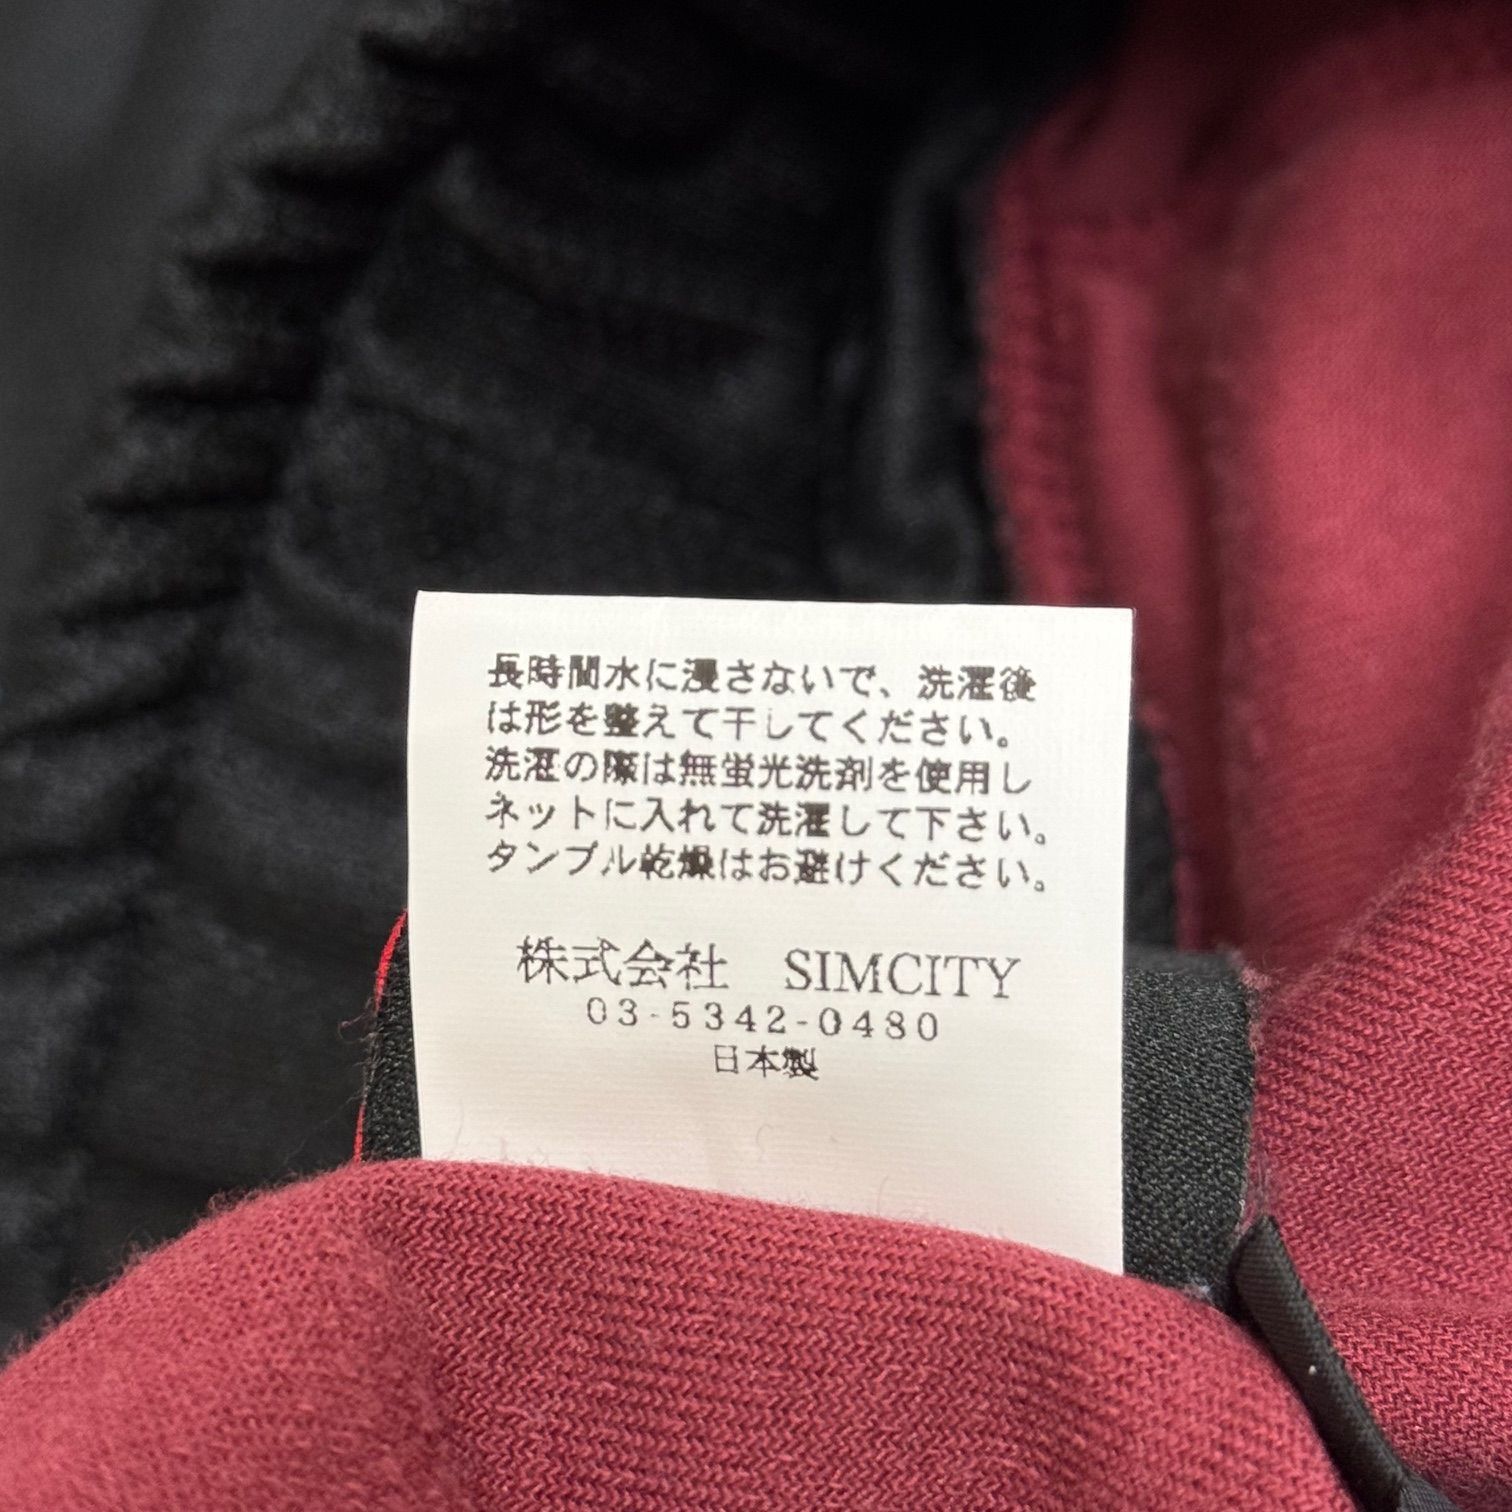 長時間水に浸さないで、洗濯後
は形を整えて干してください。
洗濯の際は無蛍光洗剤を使用し
ネットに入れて洗濯して下さい。
タンブル乾燥はお避けください。
株式会社　SIMCITY
03-5342-0480
日本製